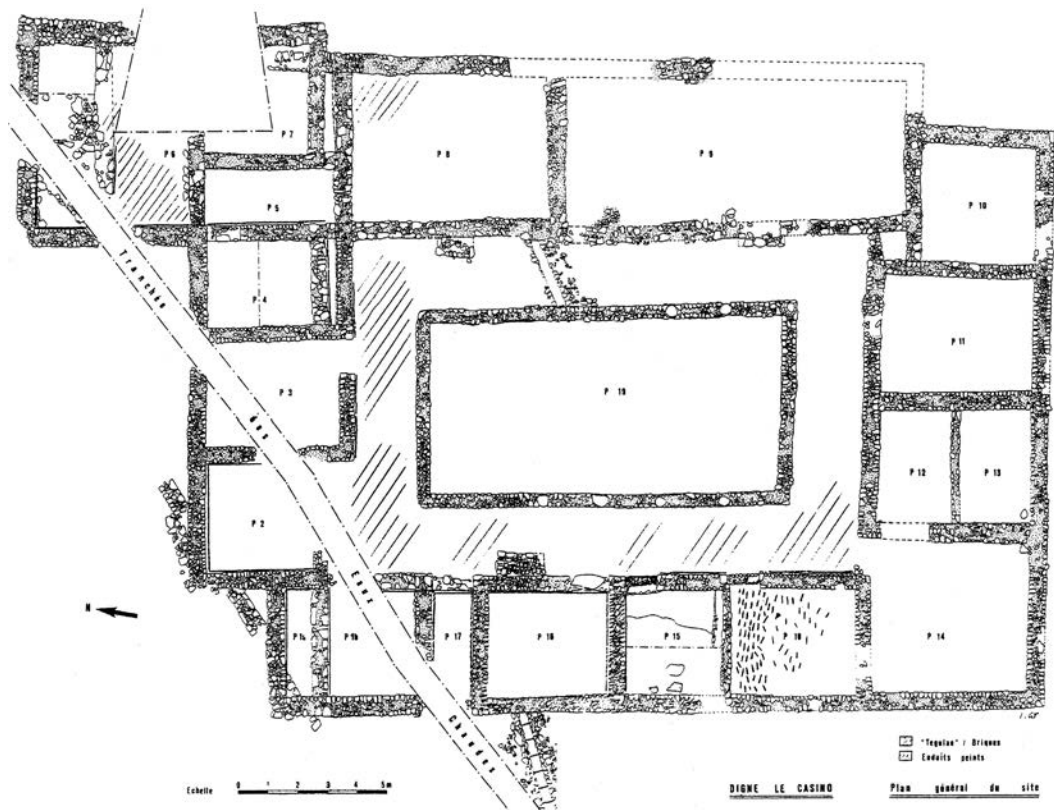 P 7
P 6
P 8
P 9
P 5
P 10
Tranchée des Eaux Chaudes
P 4
P 11
P 3
P 19
P 12
P 13
P 2
N
P 1a
P 1b
P 17
P 16
P 15
P 18
P 14
"Tegulae" / Briques
Enduits peints
Echelle 0 1 2 3 4 5m
DIGNE LE CASINO
Plan général du site